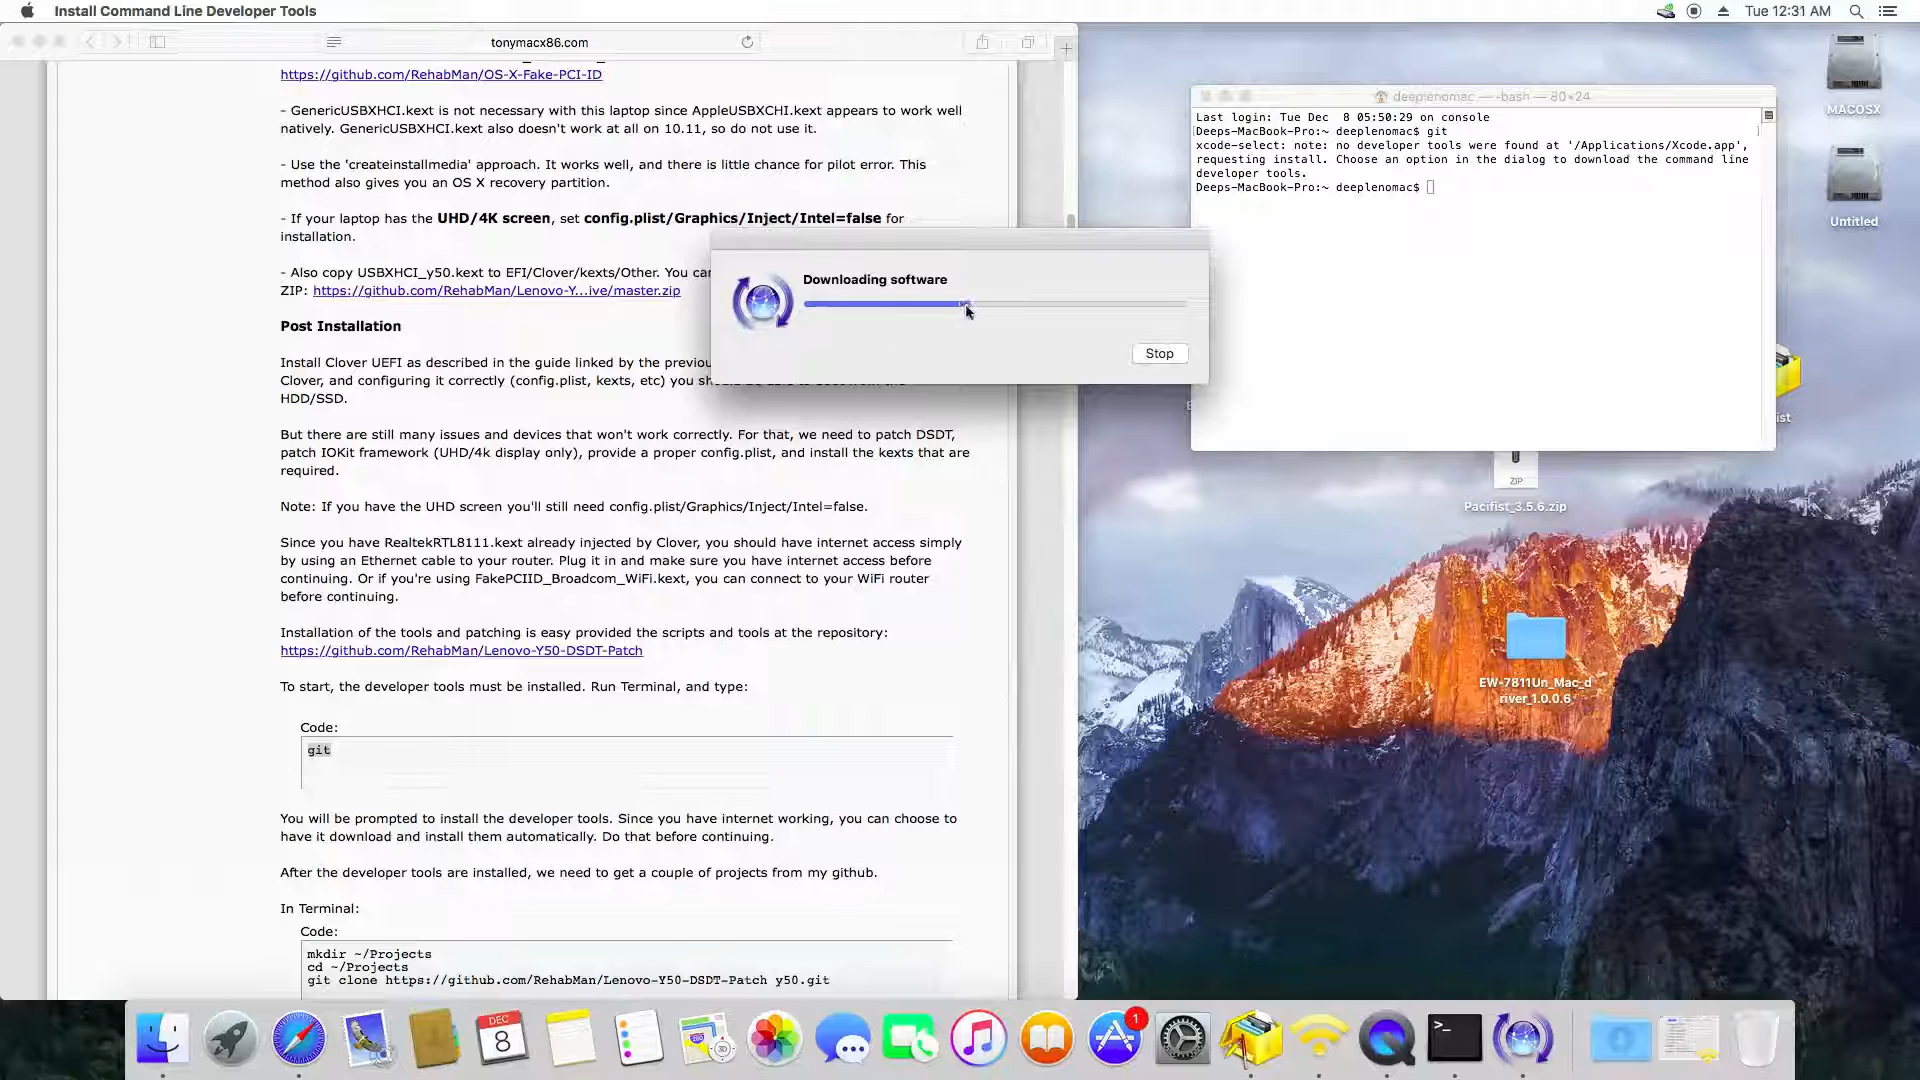 Install Command Line Developer Tools
Tue 12:31 AM
tonymacx86.com
https://github.com/RehabMan/OS-X-Fake-PCI-ID
- GenericUSBXHCI.kext is not necessary with this laptop since AppleUSBXCHI.kext appears to work well
natively. GenericUSBXHCI.kext also doesn't work at all on 10.11, so do not use it.
- Use the 'createinstallmedia' approach. It works well, and there is little chance for pilot error. This
method also gives you an OS X recovery partition.
- If your laptop has the UHD/4K screen, set config.plist/Graphics/Inject/Intel=false for
installation.
- Also copy USBXHCI_y50.kext to EFI/Clover/kexts/Other. You can
ZIP: https://github.com/RehabMan/Lenovo-Y...ive/master.zip
Post Installation
Install Clover UEFI as described in the guide linked by the previou
Clover, and configuring it correctly (config.plist, kexts, etc) you
HDD/SSD.
But there are still many issues and devices that won't work correctly. For that, we need to patch DSDT,
patch IOKit framework (UHD/4k display only), provide a proper config.plist, and install the kexts that are
required.
Note: If you have the UHD screen you'll still need config.plist/Graphics/Inject/Intel=false.
Since you have RealtekRTL8111.kext already injected by Clover, you should have internet access simply
by using an Ethernet cable to your router. Plug it in and make sure you have internet access before
continuing. Or if you're using FakePCIID_Broadcom_WiFi.kext, you can connect to your WiFi router
before continuing.
Installation of the tools and patching is easy provided the scripts and tools at the repository:
https://github.com/RehabMan/Lenovo-Y50-DSDT-Patch
To start, the developer tools must be installed. Run Terminal, and type:
Code:
git
You will be prompted to install the developer tools. Since you have internet working, you can choose to
have it download and install them automatically. Do that before continuing.
After the developer tools are installed, we need to get a couple of projects from my github.
In Terminal:
Code:
mkdir ~/Projects
cd ~/Projects
git clone https://github.com/RehabMan/Lenovo-Y50-DSDT-Patch y50.git
Downloading software
Stop
deeplenomac — -bash — 80×24
Last login: Tue Dec  8 05:50:29 on console
Deeps-MacBook-Pro:~ deeplenomac$ git
xcode-select: note: no developer tools were found at '/Applications/Xcode.app',
requesting install. Choose an option in the dialog to download the command line
developer tools.
Deeps-MacBook-Pro:~ deeplenomac$
MACOSX
Untitled
ist
ZIP
Pacifist_3.5.6.zip
EW-7811Un_Mac_d
river_1.0.0.6
DEC
8
1